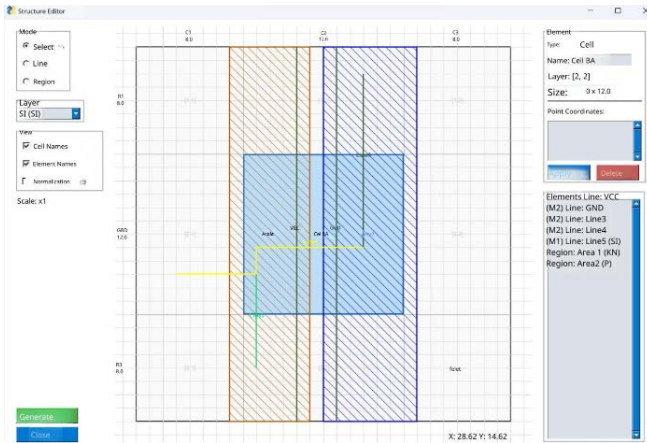 Structure Editor
Mode
Select
Line
Region
Layer
SI (SI)
View
Cell Names
Element Names
Normalization
Scale: x1
Generate
Close
C1
8.0
C2
12.0
C3
8.0
R1
8.0
GRD
12.0
R3
8.0
VCC
GND
Cell BA
X: 28.62 Y: 14.62
Element
Type: Cell
Name: Cell BA
Layer: [2, 2]
Size: 0 x 12.0
Point Coordinates:
Apply
Delete
Elements Line: VCC
(M2) Line: GND
(M2) Line: Line3
(M2) Line: Line4
(M1) Line: Line5 (SI)
Region: Area 1 (KN)
Region: Area2 (P)